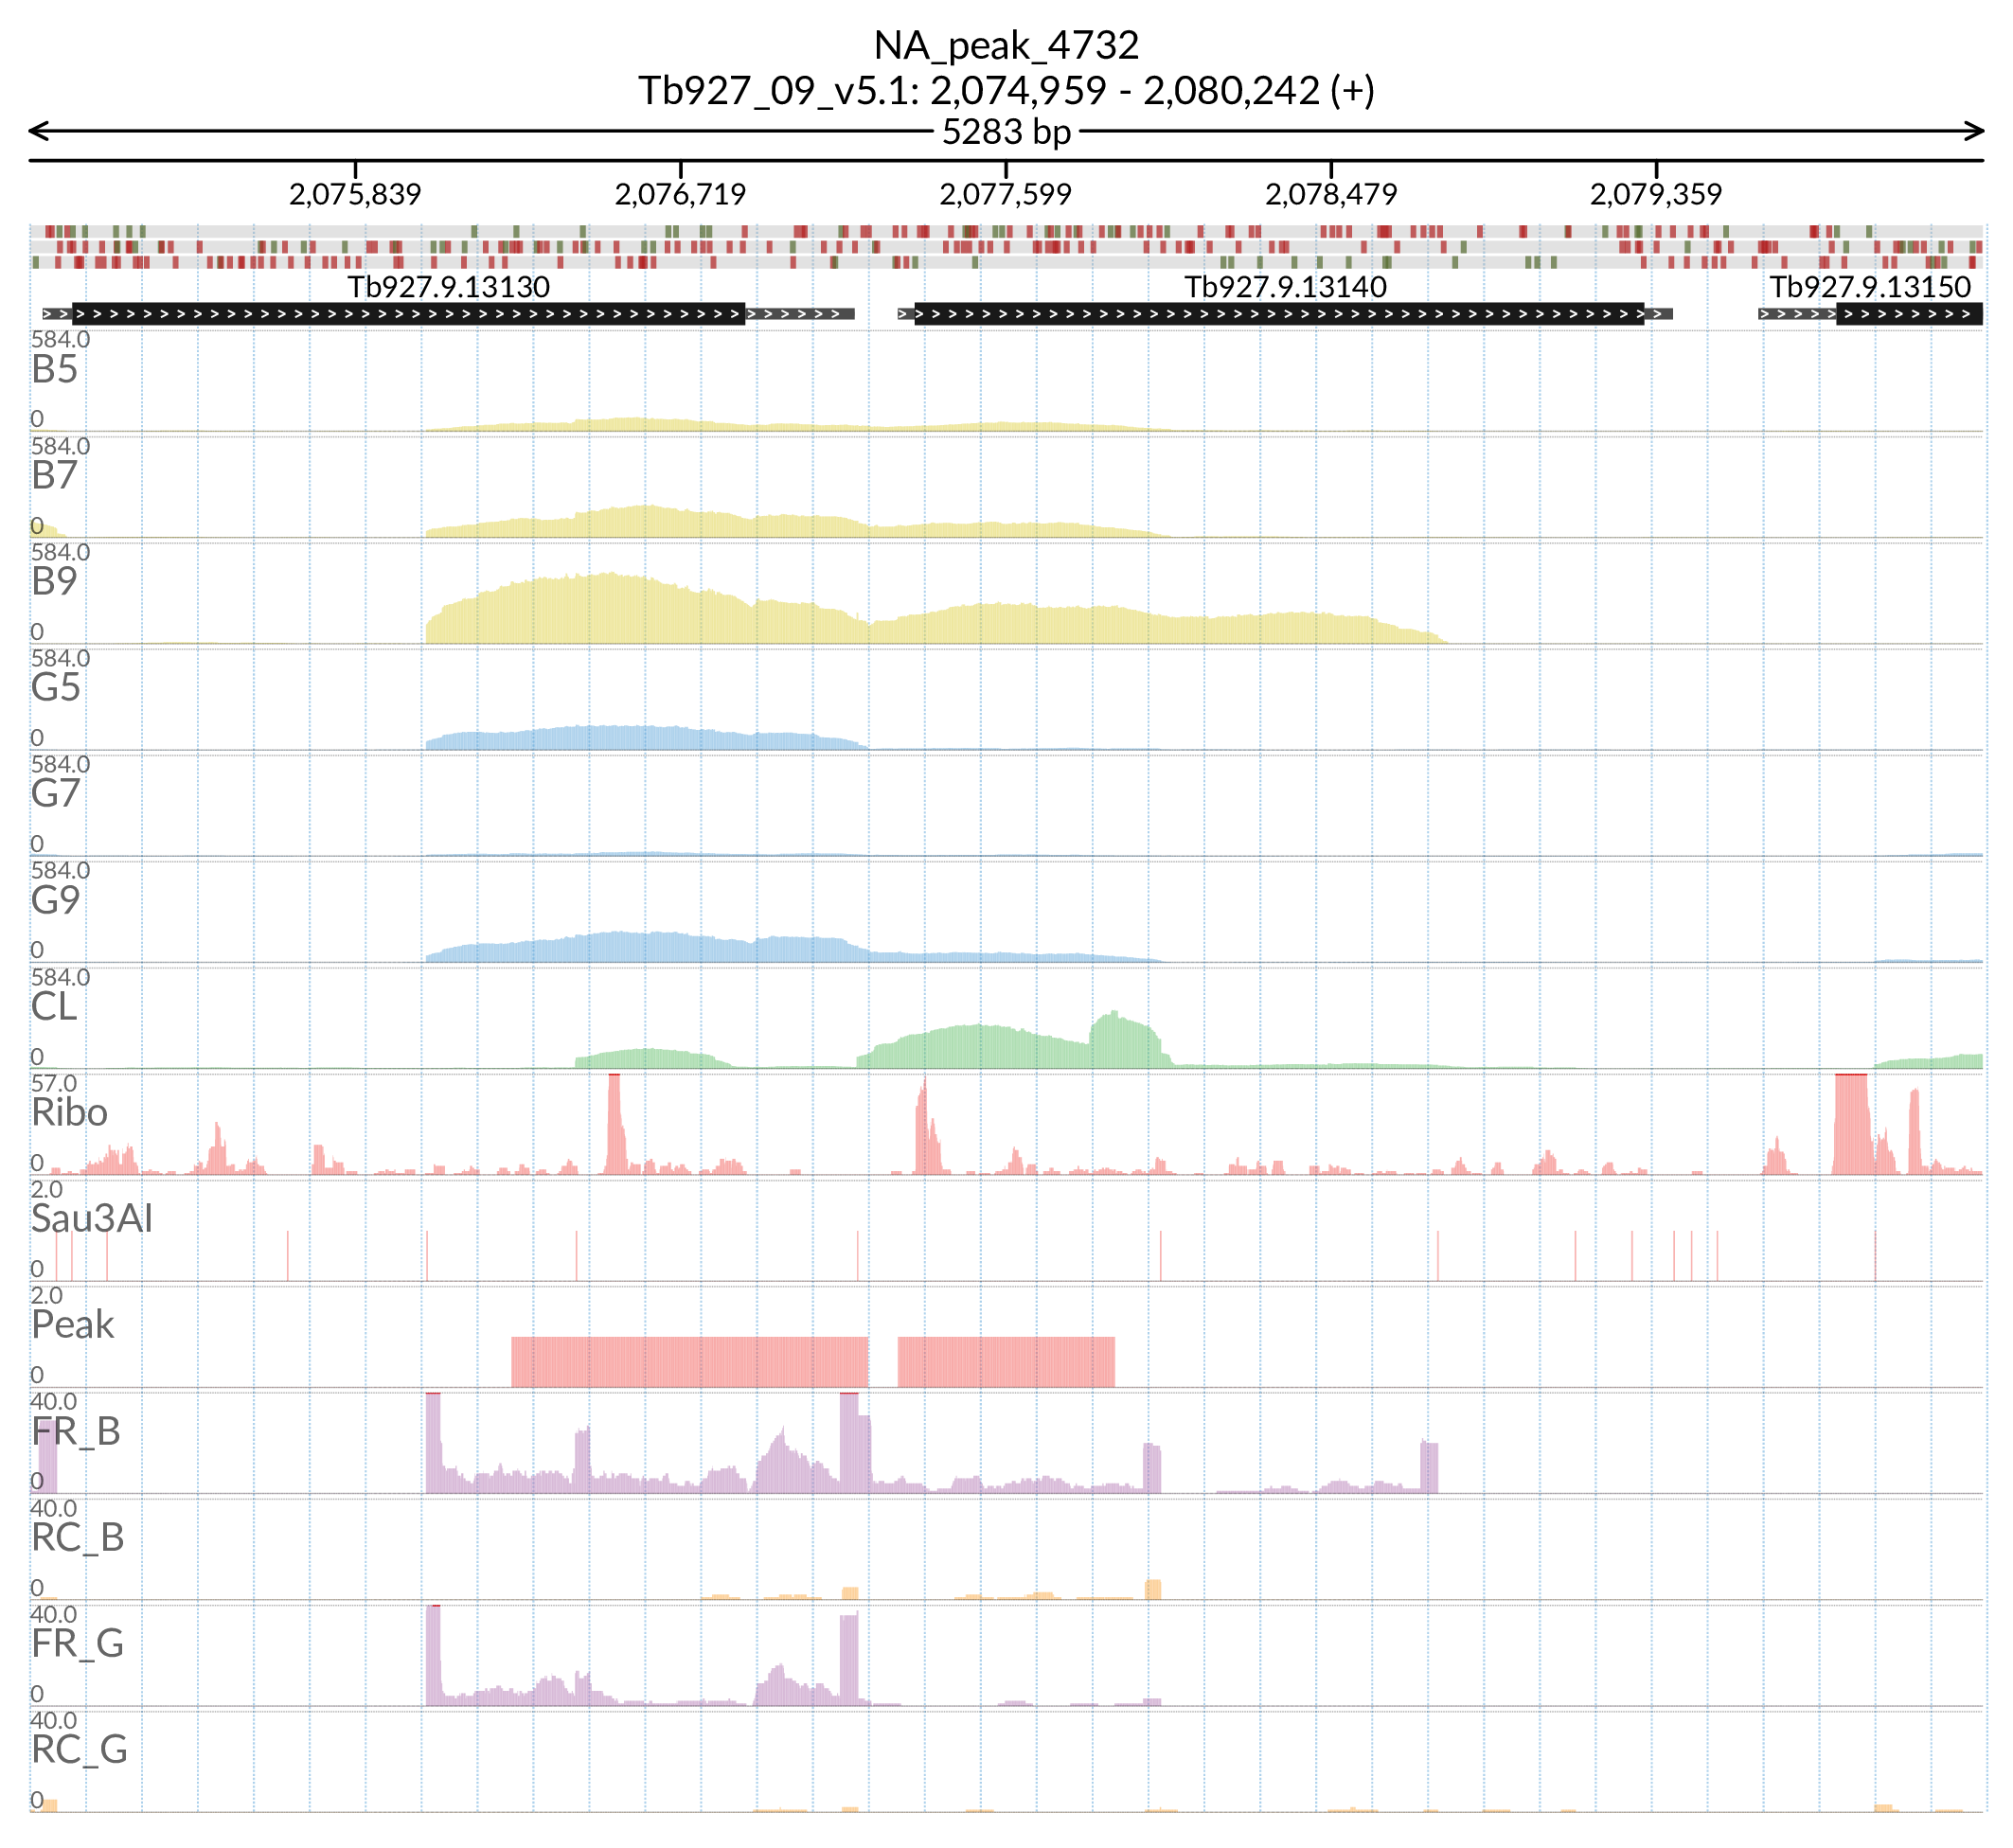 NA_peak_4732
Tb927_09_v5.1: 2,074,959 - 2,080,242 (+)
5283 bp
2,075,839 2,076,719 2,077,599 2,078,479 2,079,359
Tb927.9.13130 Tb927.9.13140 Tb927.9.13150
584.0
B5
0
584.0
B7
0
584.0
B9
0
584.0
G5
0
584.0
G7
0
584.0
G9
0
584.0
CL
0
57.0
Ribo
0
2.0
Sau3AI
0
2.0
Peak
0
40.0
FR_B
0
40.0
RC_B
0
40.0
FR_G
0
40.0
RC_G
0